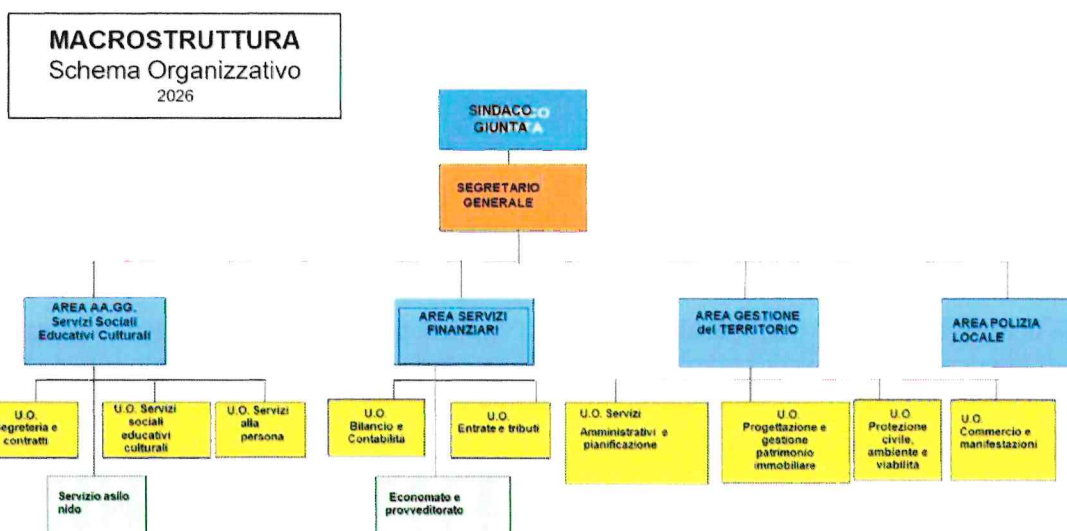 MACROSTRUTTURA
Schema Organizzativo
2026
SINDACO
GIUNTA
SEGRETARIO
GENERALE
AREA AA.GG.
Servizi Sociali
Educativi Culturali
AREA SERVIZI
FINANZIARI
AREA GESTIONE
del TERRITORIO
AREA POLIZIA
LOCALE
U.O.
Segreteria e
contratti
U.O. Servizi
sociali
educativi
culturali
U.O. Servizi
alla
persona
U.O.
Bilancio e
Contabilità
U.O.
Entrate e tributi
U.O. Servizi
Amministrativi e
pianificazione
U.O.
Progettazione e
gestione
patrimonio
immobiliare
U.O.
Protezione
civile,
ambiente e
viabilità
U.O.
Commercio e
manifestazioni
Servizio asilo
nido
Economato e
provveditorato